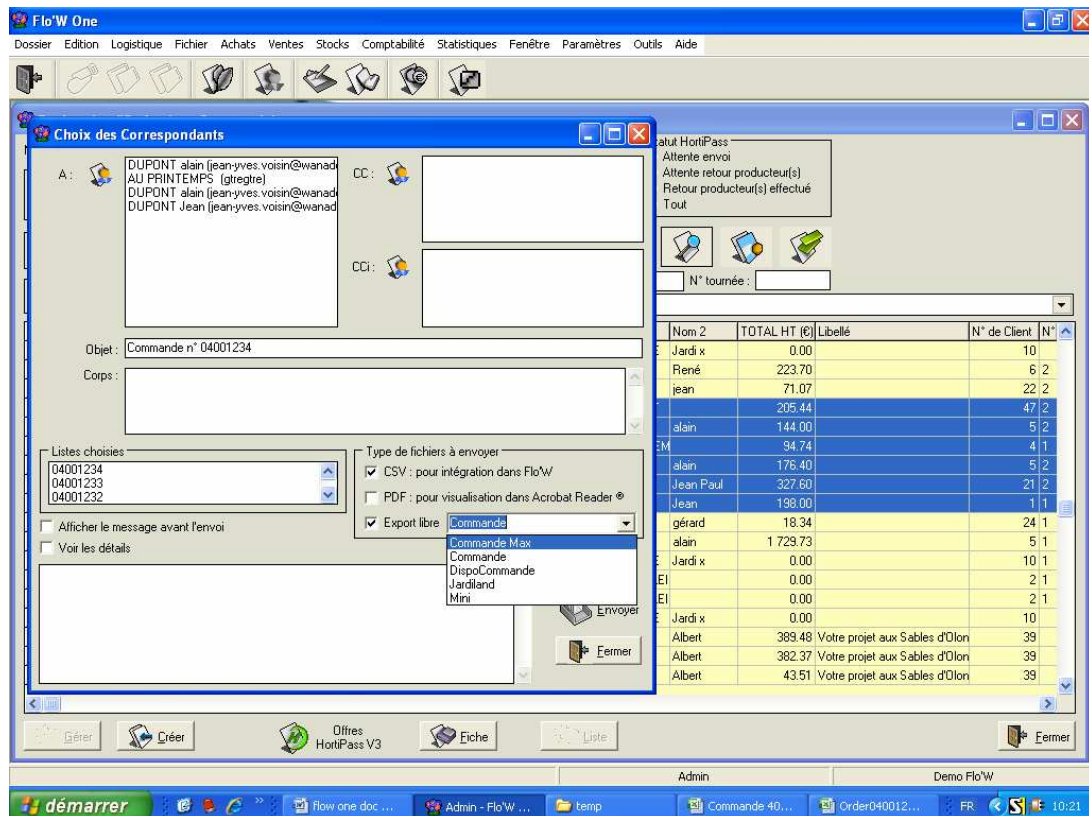 Flo'W One
Dossier Edition Logistique Fichier Achats Ventes Stocks Comptabilité Statistiques Fenêtre Paramètres Outils Aide
Choix des Correspondants
A :
DUPONT alain (jean-yves.voisin@wanad
AU PRINTEMPS (gtregtre)
DUPONT alain (jean-yves.voisin@wanad
DUPONT Jean (jean-yves.voisin@wanad
CC :
CCi :
Objet : Commande n° 04001234
Corps :
Listes choisies
04001234
04001233
04001232
Afficher le message avant l'envoi
Voir les détails
Type de fichiers à envoyer
CSV : pour intégration dans Flo'W
PDF : pour visualisation dans Acrobat Reader ®
Export libre Commande
Commande Max
Commande
DispoCommande
Jardiland
Mini
Envoyer
Fermer
atut HortiPass
Attente envoi
Attente retour producteur(s)
Retour producteur(s) effectué
Tout
N° tournée :
Nom 2 TOTAL HT (€) Libellé N° de Client N°
Jardi x 0.00 10
René 223.70 6 2
jean 71.07 22 2
205.44 47 2
alain 144.00 5 2
EM 94.74 4 1
alain 176.40 5 2
Jean Paul 327.60 21 2
Jean 198.00 1 1
gérard 18.34 24 1
alain 1 729.73 5 1
Jardi x 0.00 10 1
LEI 0.00 2 1
LEI 0.00 2 1
Jardi x 0.00 10
Albert 389.48 Votre projet aux Sables d'Olon 39
Albert 382.37 Votre projet aux Sables d'Olon 39
Albert 43.51 Votre projet aux Sables d'Olon 39
Gérer Créer Offres HortiPass V3 Fiche Liste Fermer
Admin Demo Flo'W
démarrer flow one doc ... Admin - Flo'W ... temp Commande 40... Order040012... FR 10:21